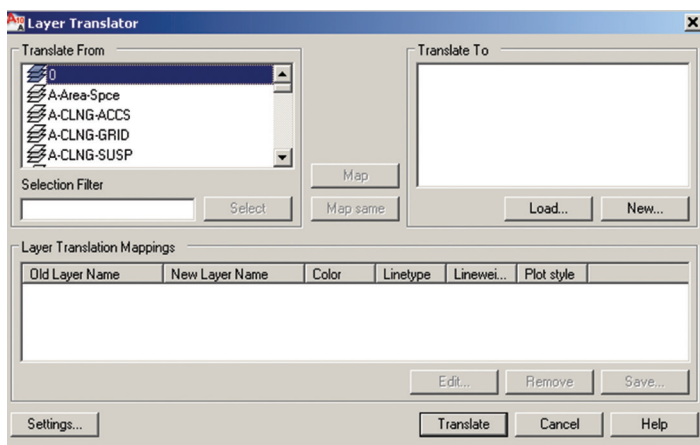 Layer Translator
Translate From
0
A-Area-Spce
A-CLNG-ACCS
A-CLNG-GRID
A-CLNG-SUSP
Selection Filter
Select
Map
Map same
Translate To
Load...
New...
Layer Translation Mappings
Old Layer Name New Layer Name Color Linetype Linewei... Plot style
Edit... Remove Save...
Settings... Translate Cancel Help